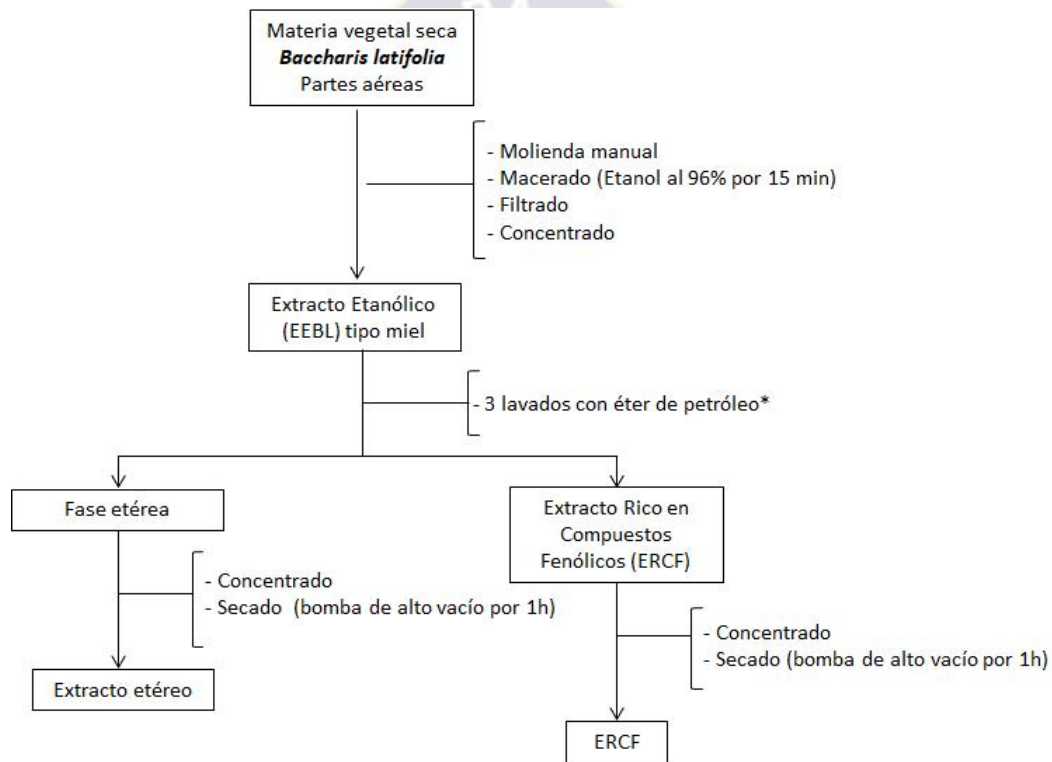 Materia vegetal seca
Baccharis latifolia
Partes aéreas
- Molienda manual
- Macerado (Etanol al 96% por 15 min)
- Filtrado
- Concentrado
Extracto Etanólico
(EEBL) tipo miel
- 3 lavados con éter de petróleo*
Fase etérea
Extracto Rico en
Compuestos
Fenólicos (ERCF)
- Concentrado
- Secado (bomba de alto vacío por 1h)
- Concentrado
- Secado (bomba de alto vacío por 1h)
Extracto etéreo
ERCF